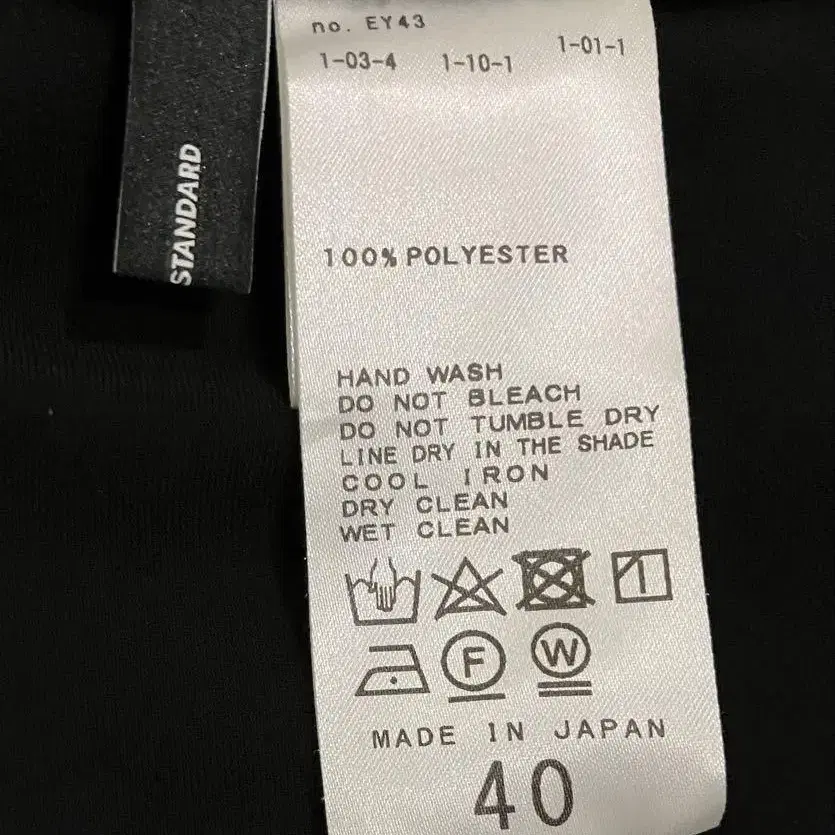 STANDARD
no. EY43
1-03-4 1-10-1 1-01-1
100% POLYESTER
HAND WASH
DO NOT BLEACH
DO NOT TUMBLE DRY
LINE DRY IN THE SHADE
COOL IRON
DRY CLEAN
WET CLEAN
F W
MADE IN JAPAN
40